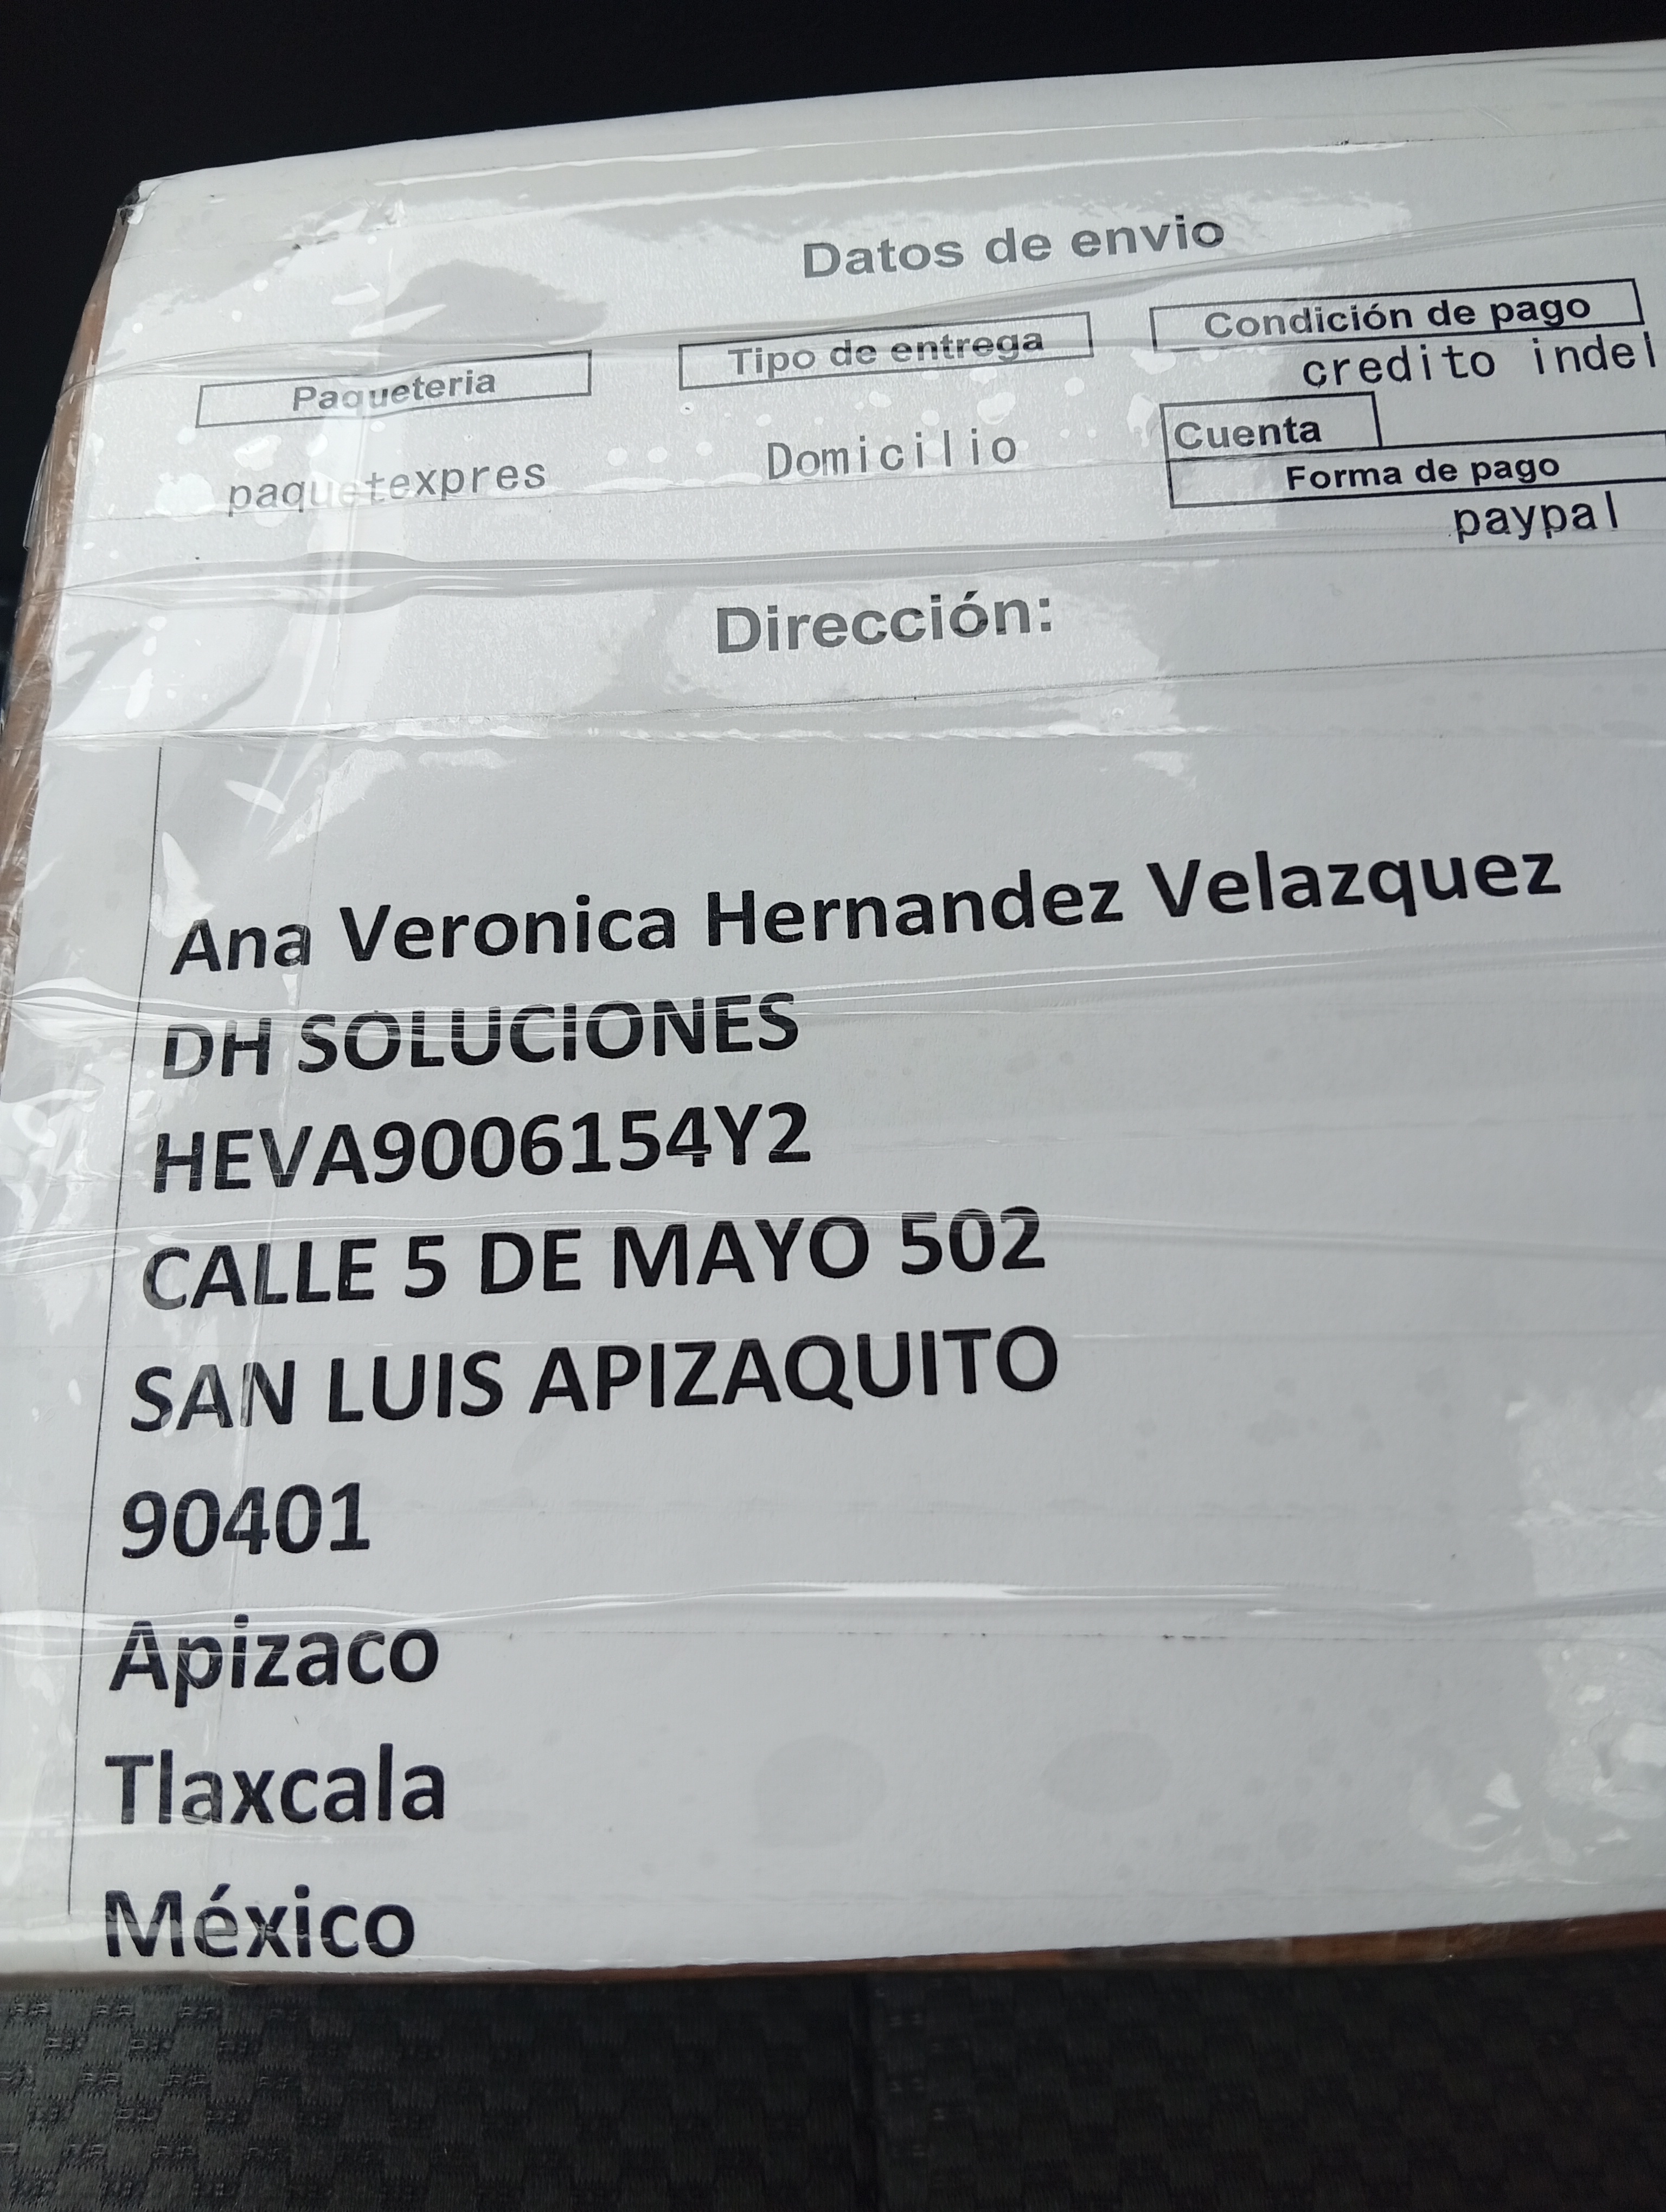 Datos de envio
Paqueteria
Tipo de entrega
Condición de pago
paquetexpres
Domicilio
credito indel
Cuenta
Forma de pago
paypal
Dirección:
Ana Veronica Hernandez Velazquez
DH SOLUCIONES
HEVA9006154Y2
CALLE 5 DE MAYO 502
SAN LUIS APIZAQUITO
90401
Apizaco
Tlaxcala
México